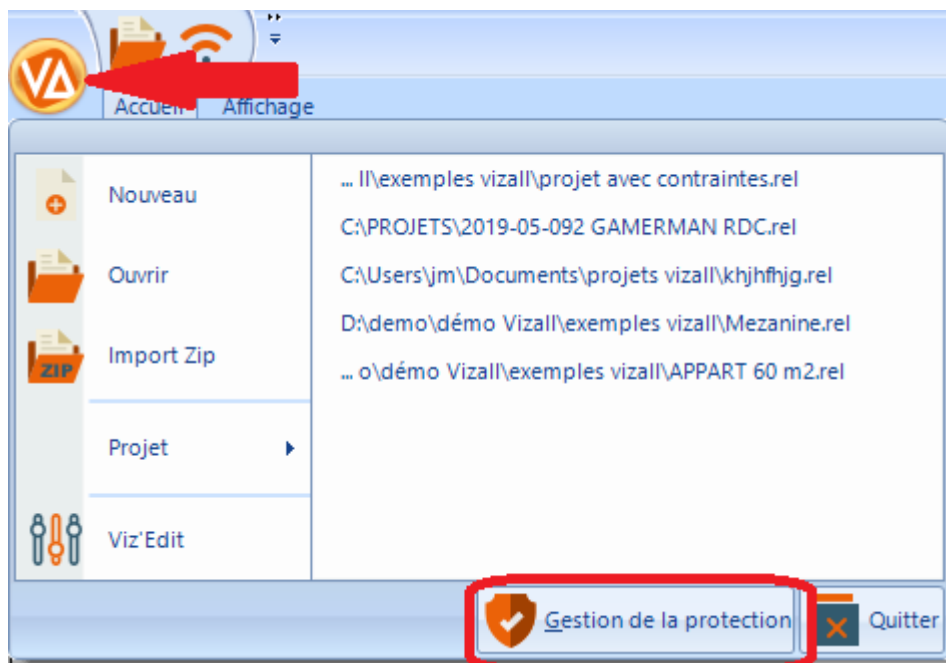 VA
Accueil Affichage
Nouveau
Ouvrir
Import Zip
ZIP
Projet
Viz'Edit
... ll\exemples vizall\projet avec contraintes.rel
C:\PROJETS\2019-05-092 GAMERMAN RDC.rel
C:\Users\jm\Documents\projets vizall\khjhfhjg.rel
D:\demo\démo Vizall\exemples vizall\Mezanine.rel
... o\démo Vizall\exemples vizall\APPART 60 m2.rel
Gestion de la protection
Quitter